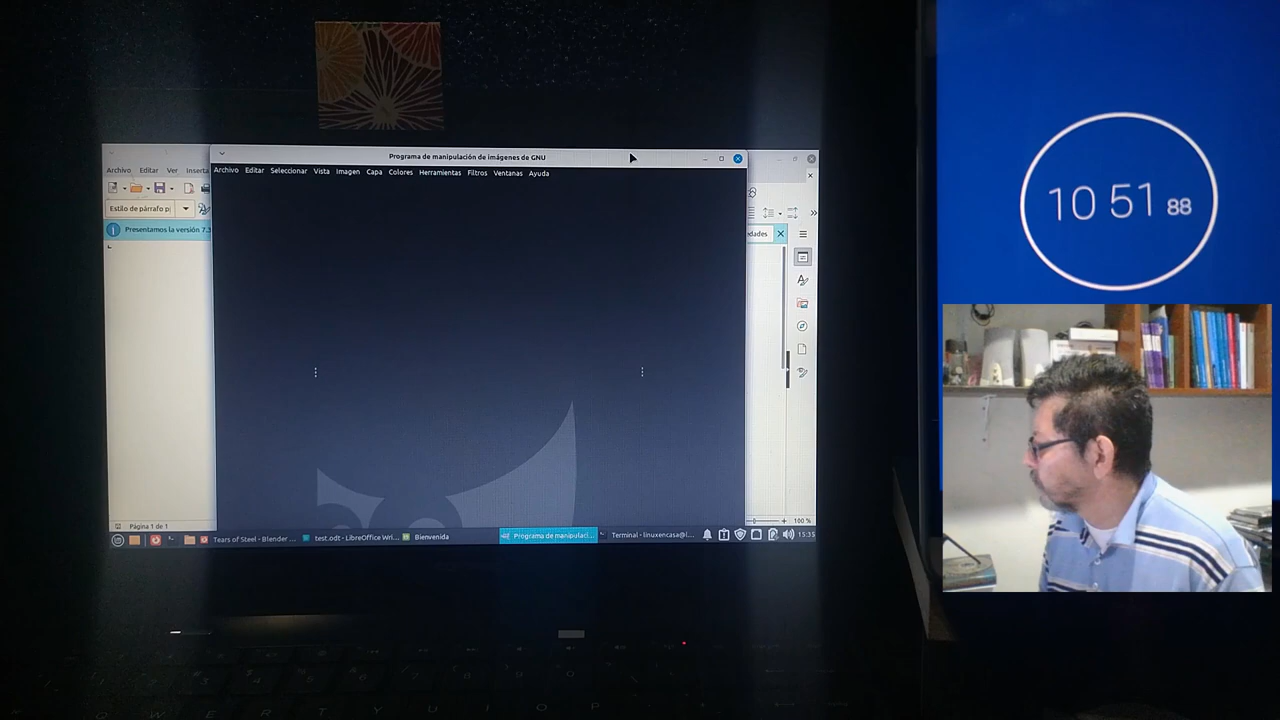 Programa de manipulación de imágenes de GNU
Archivo Editar Ver Inserta
Archivo Editar Seleccionar Vista Imagen Capa Colores Herramientas Filtros Ventanas Ayuda
Estilo de párrafo p
Presentamos la versión 7.3
edades
Página 1 de 1
100 %
Tears of Steel - Blender ...
test.odt - LibreOffice Wri...
Bienvenida
Programa de manipulaci...
Terminal - linuxencasa@l...
15:35
10 51 88